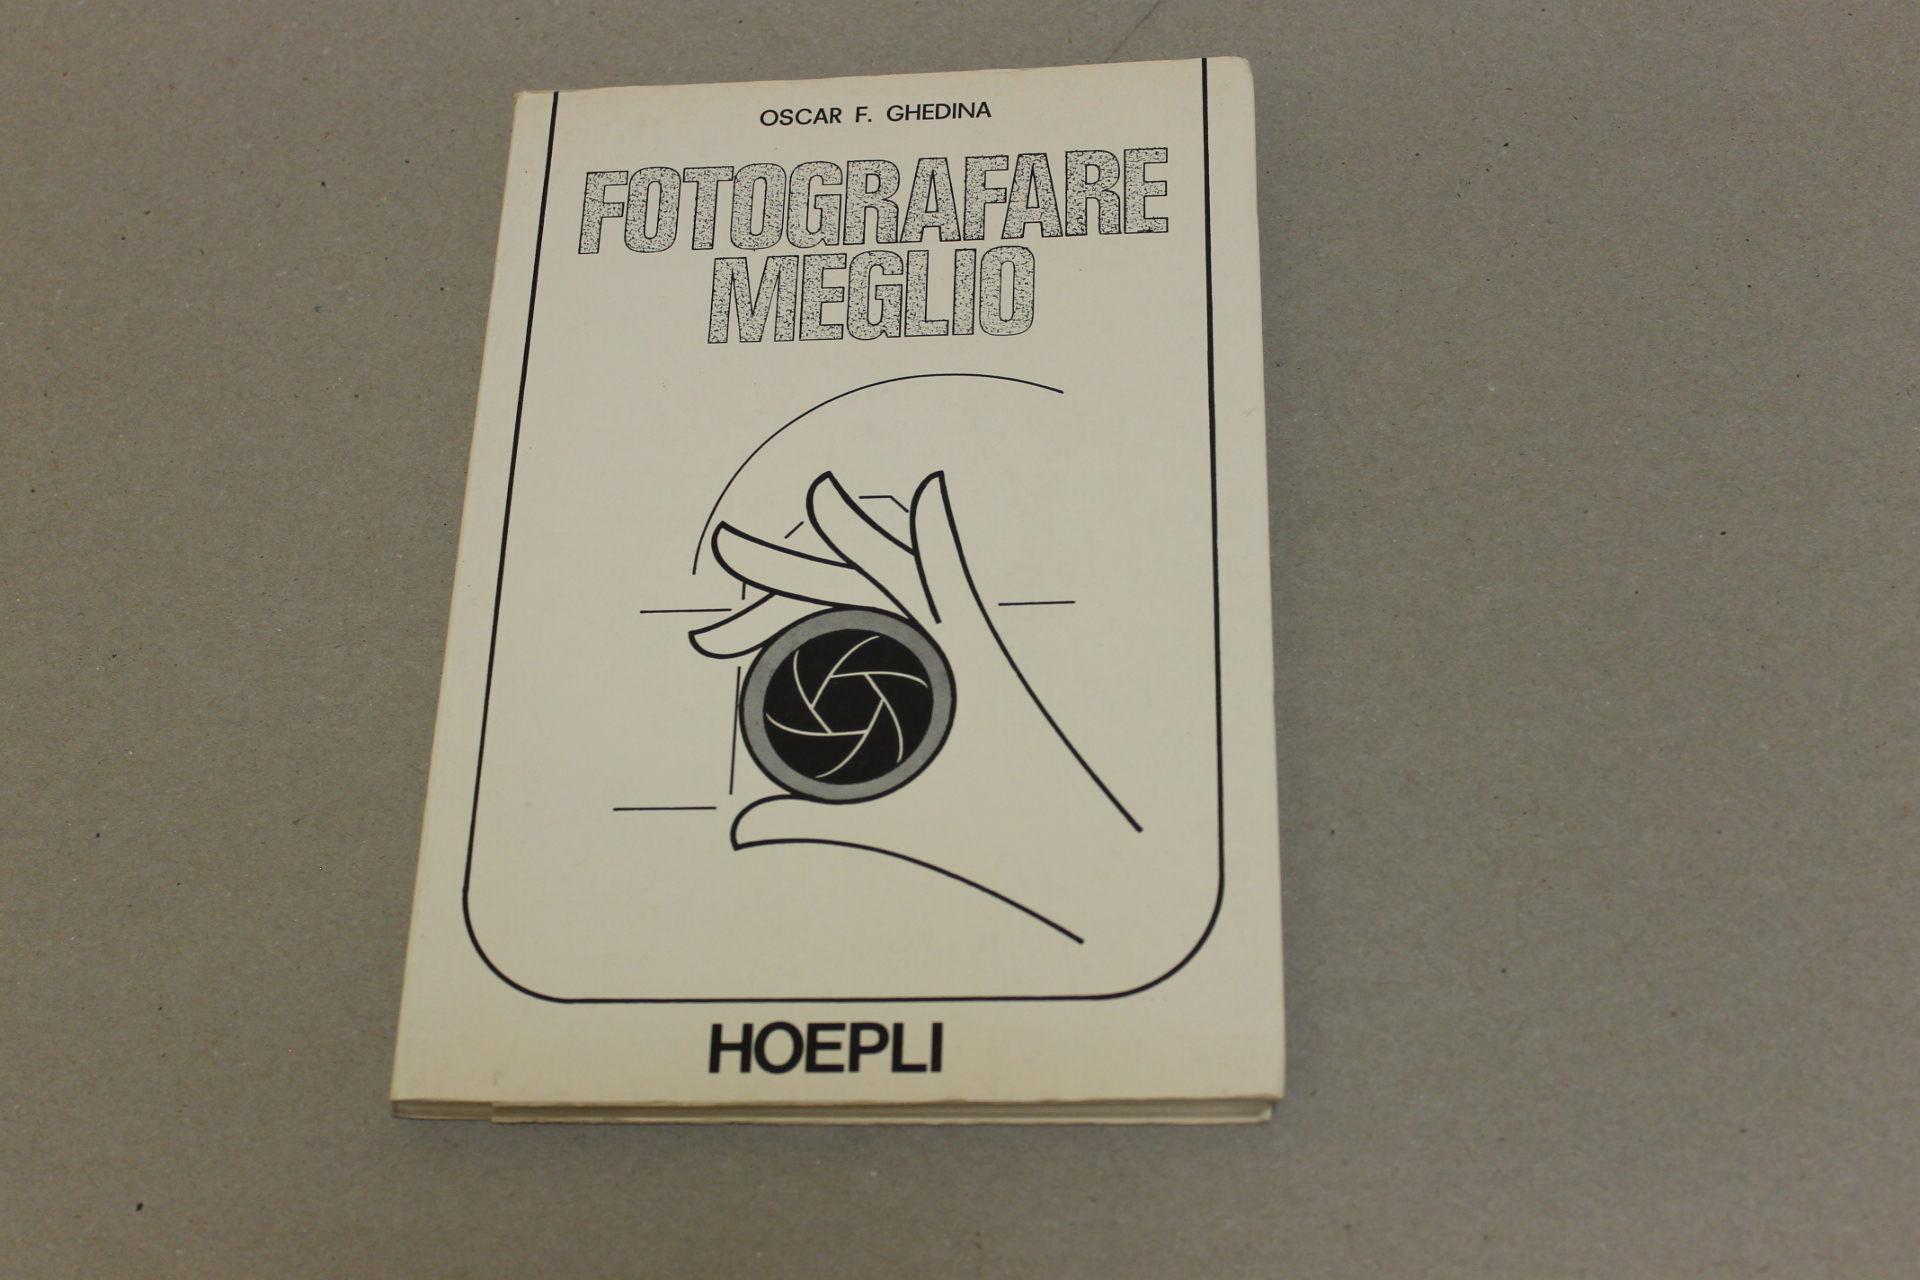 OSCAR F. GHEDINA
FOTOGRAFARE
MEGLIO
HOEPLI